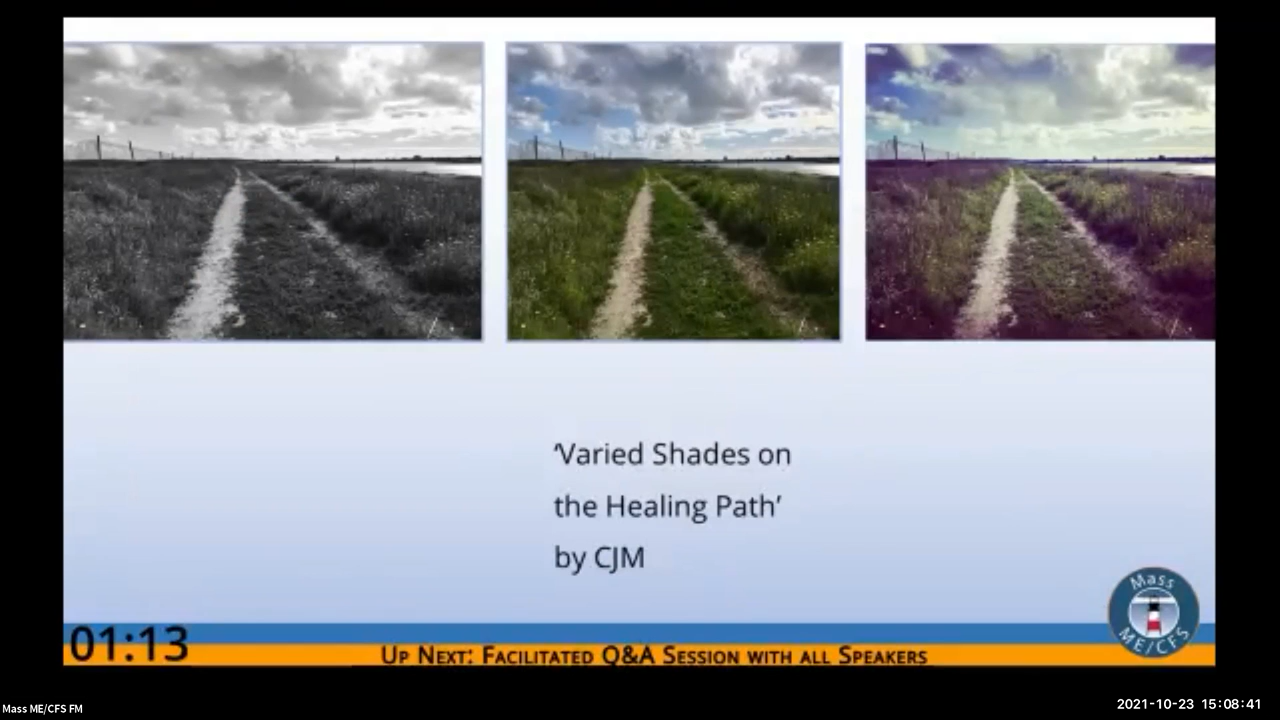 'Varied Shades on
the Healing Path'
by CJM
Mass
ME/CFS
01:13
Up Next: Facilitated Q&A Session with all Speakers
Mass ME/CFS FM
2021-10-23 15:08:41